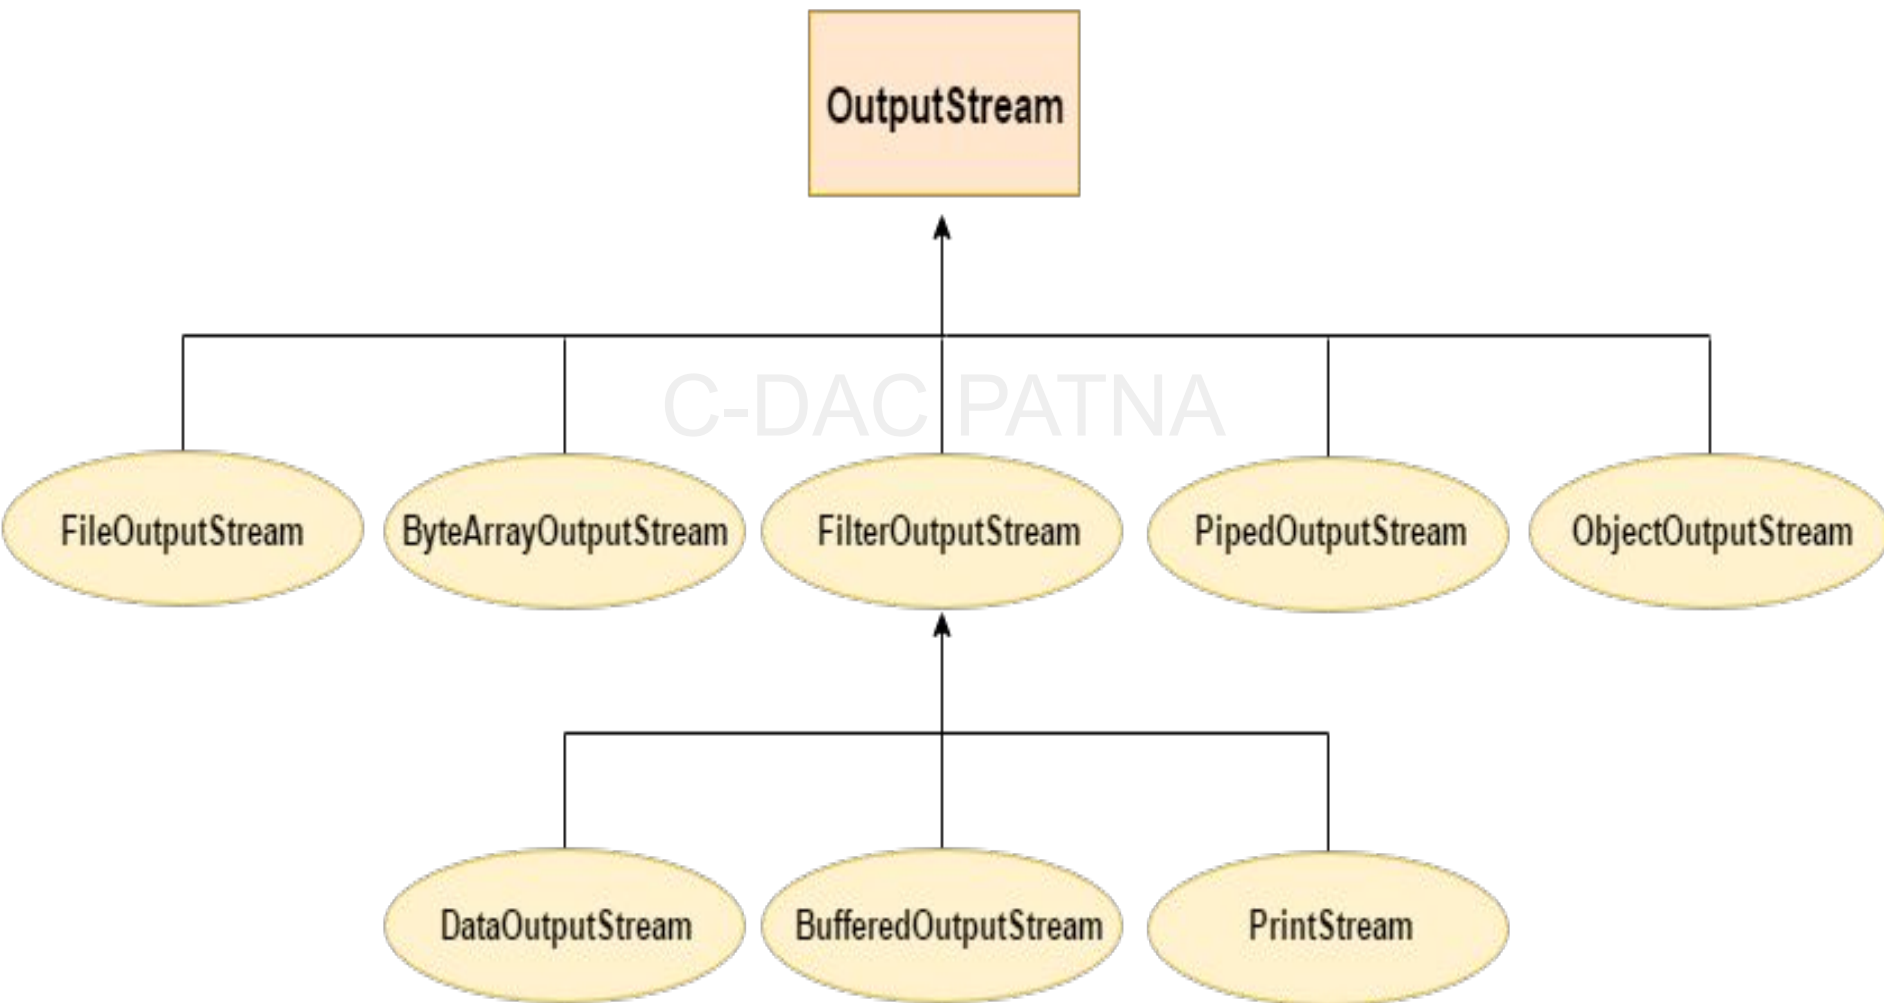 OutputStream
C-DAC PATNA
FileOutputStream
ByteArrayOutputStream
FilterOutputStream
PipedOutputStream
ObjectOutputStream
DataOutputStream
BufferedOutputStream
PrintStream